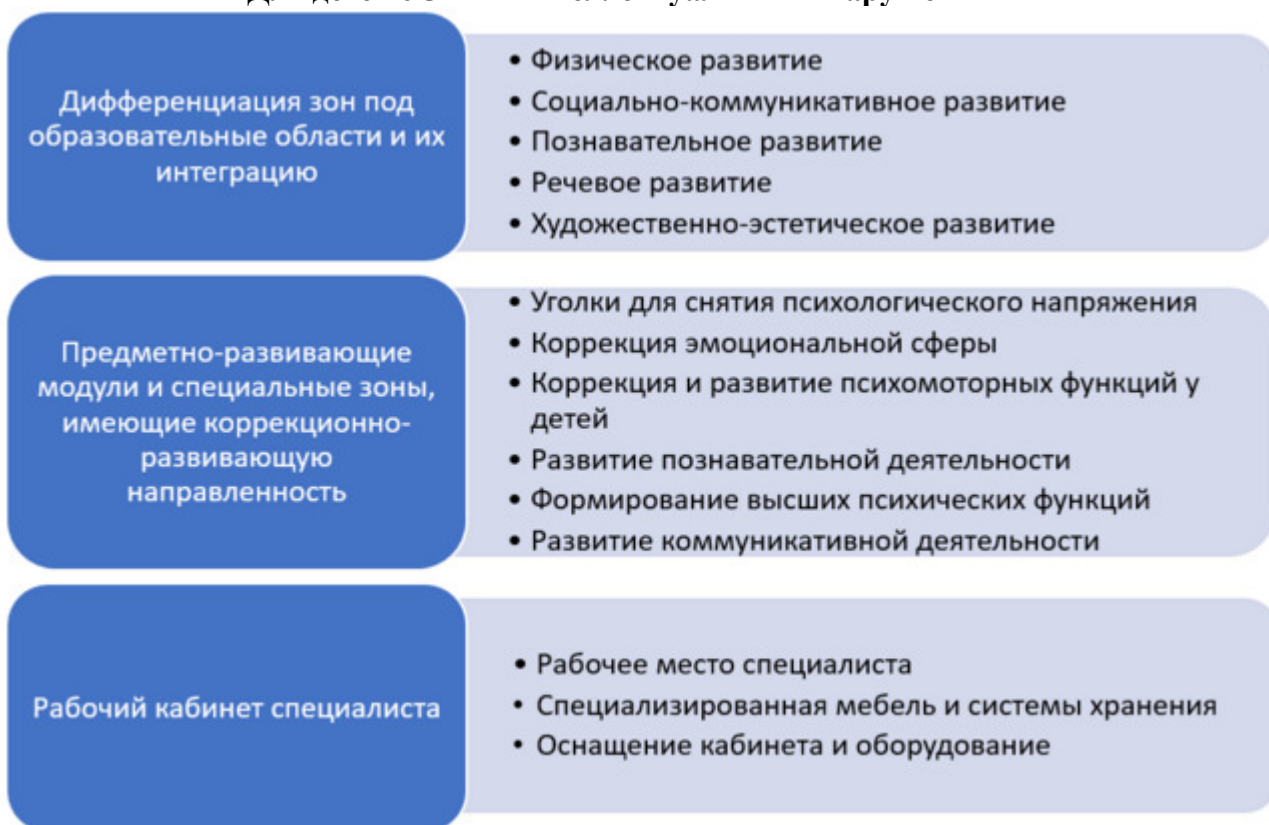 Дифференциация зон под
образовательные области и их
интеграцию
• Физическое развитие
• Социально-коммуникативное развитие
• Познавательное развитие
• Речевое развитие
• Художественно-эстетическое развитие
Предметно-развивающие
модули и специальные зоны,
имеющие коррекционно-
развивающую
направленность
• Уголки для снятия психологического напряжения
• Коррекция эмоциональной сферы
• Коррекция и развитие психомоторных функций у
детей
• Развитие познавательной деятельности
• Формирование высших психических функций
• Развитие коммуникативной деятельности
Рабочий кабинет специалиста
• Рабочее место специалиста
• Специализированная мебель и системы хранения
• Оснащение кабинета и оборудование